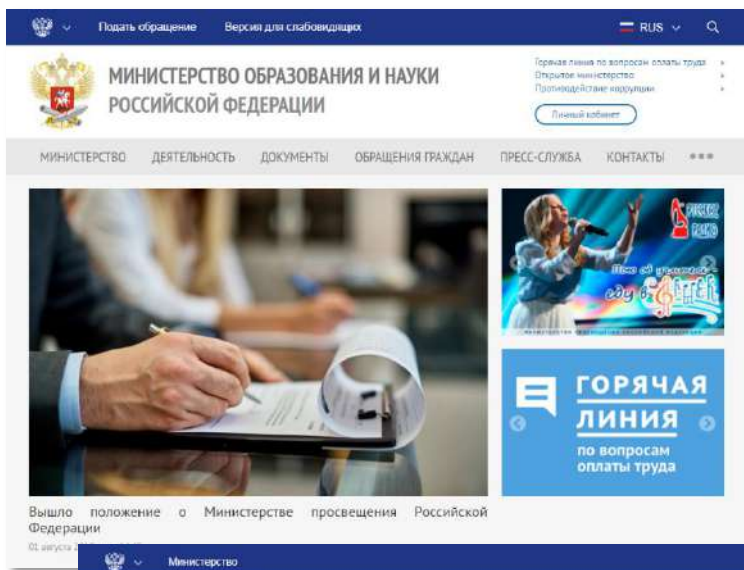 Подать обращение Версия для слабовидящих RUS
МИНИСТЕРСТВО ОБРАЗОВАНИЯ И НАУКИ
РОССИЙСКОЙ ФЕДЕРАЦИИ
Горячая линия по вопросам оплаты труда
Открытое министерство
Противодействие коррупции
Личный кабинет
МИНИСТЕРСТВО ДЕЯТЕЛЬНОСТЬ ДОКУМЕНТЫ ОБРАЩЕНИЯ ГРАЖДАН ПРЕСС-СЛУЖБА КОНТАКТЫ
ГОРЯЧАЯ
ЛИНИЯ
по вопросам
оплаты труда
Вышло положение о Министерстве просвещения Российской
Федерации
01 августа
Министерство